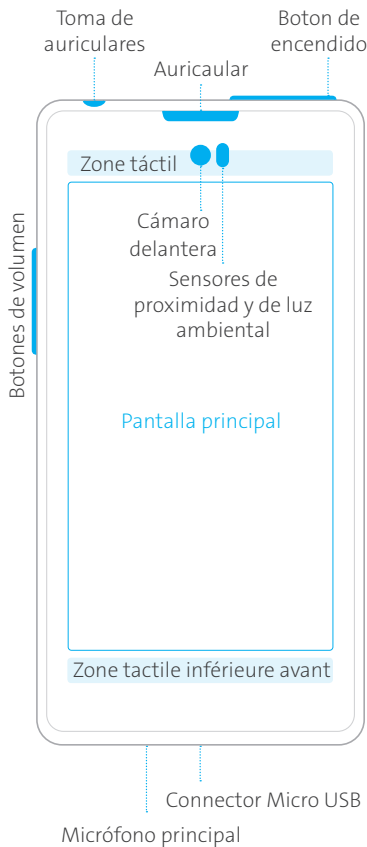 Toma de
auriculares
Boton de
encendido
Auricaular
Zone táctil
Cámaro
delantera
Sensores de
proximidad y de luz
ambiental
Botones de volumen
Pantalla principal
Zone tactile inférieure avant
Connector Micro USB
Micrófono principal